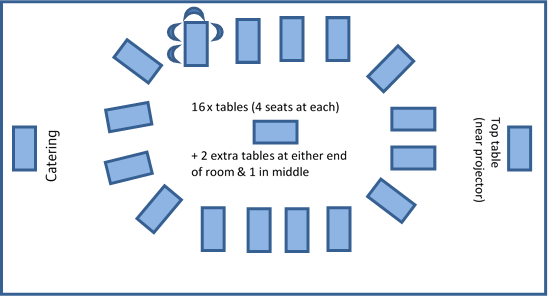 16x tables (4 seats at each)
+ 2 extra tables at either end
of room & 1 in middle
Catering
Top table
(near projector)